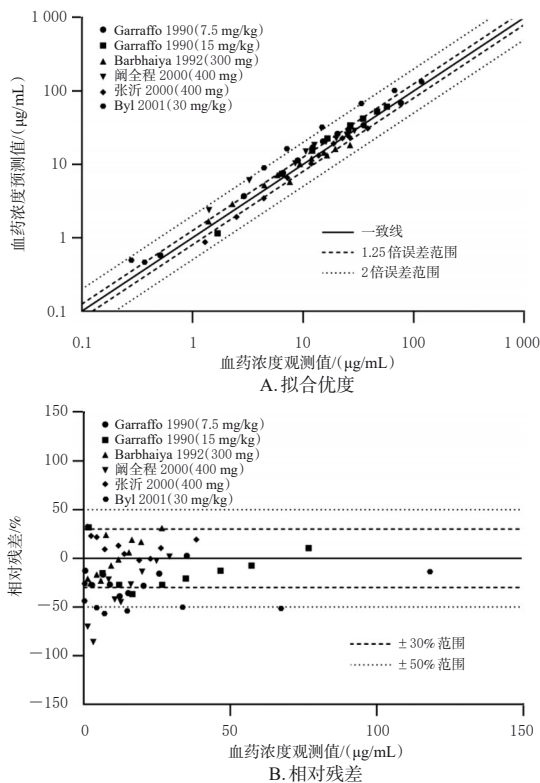 1 000
100
10
1
0.1
血药浓度预测值/(μg/mL)
Garraffo 1990(7.5 mg/kg)
Garraffo 1990(15 mg/kg)
Barbhaiya 1992(300 mg)
阚全程 2000(400 mg)
张沂 2000(400 mg)
Byl 2001(30 mg/kg)
一致线
1.25倍误差范围
2倍误差范围
0.1 1 10 100 1 000
血药浓度观测值/(μg/mL)
A.拟合优度
150
100
50
0
−50
−100
−150
相对残差/%
Garraffo 1990(7.5 mg/kg)
Garraffo 1990(15 mg/kg)
Barbhaiya 1992(300 mg)
阚全程 2000(400 mg)
张沂 2000(400 mg)
Byl 2001(30 mg/kg)
±30%范围
±50%范围
0 50 100 150
血药浓度观测值/(μg/mL)
B.相对残差